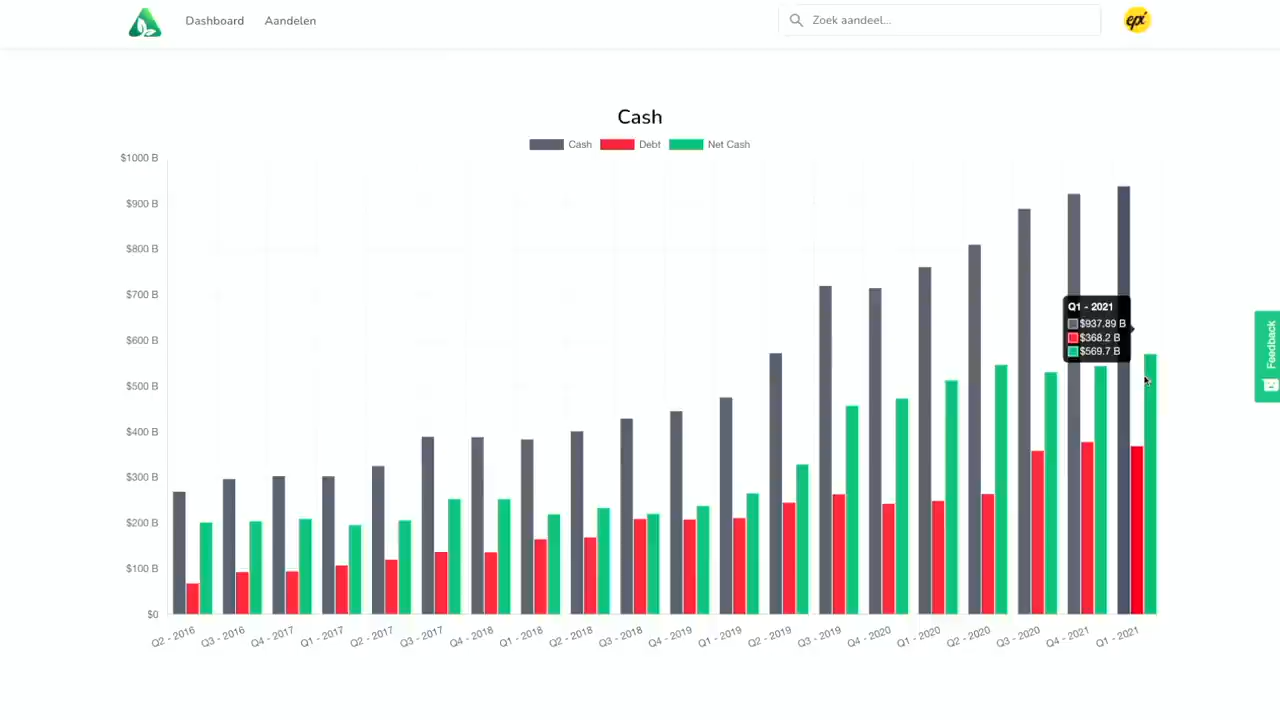 Dashboard Aandelen Zoek aandeel... epi
Cash
Cash Debt Net Cash
$1000 B
$900 B
$800 B
$700 B
$600 B
$500 B
$400 B
$300 B
$200 B
$100 B
$0
Q1 - 2021
$937.89 B
$368.2 B
$569.7 B
Feedback
Q2 - 2016 Q3 - 2016 Q4 - 2017 Q1 - 2017 Q2 - 2017 Q3 - 2017 Q4 - 2018 Q1 - 2018 Q2 - 2018 Q3 - 2018 Q4 - 2019 Q1 - 2019 Q2 - 2019 Q3 - 2019 Q4 - 2020 Q1 - 2020 Q2 - 2020 Q3 - 2020 Q4 - 2021 Q1 - 2021